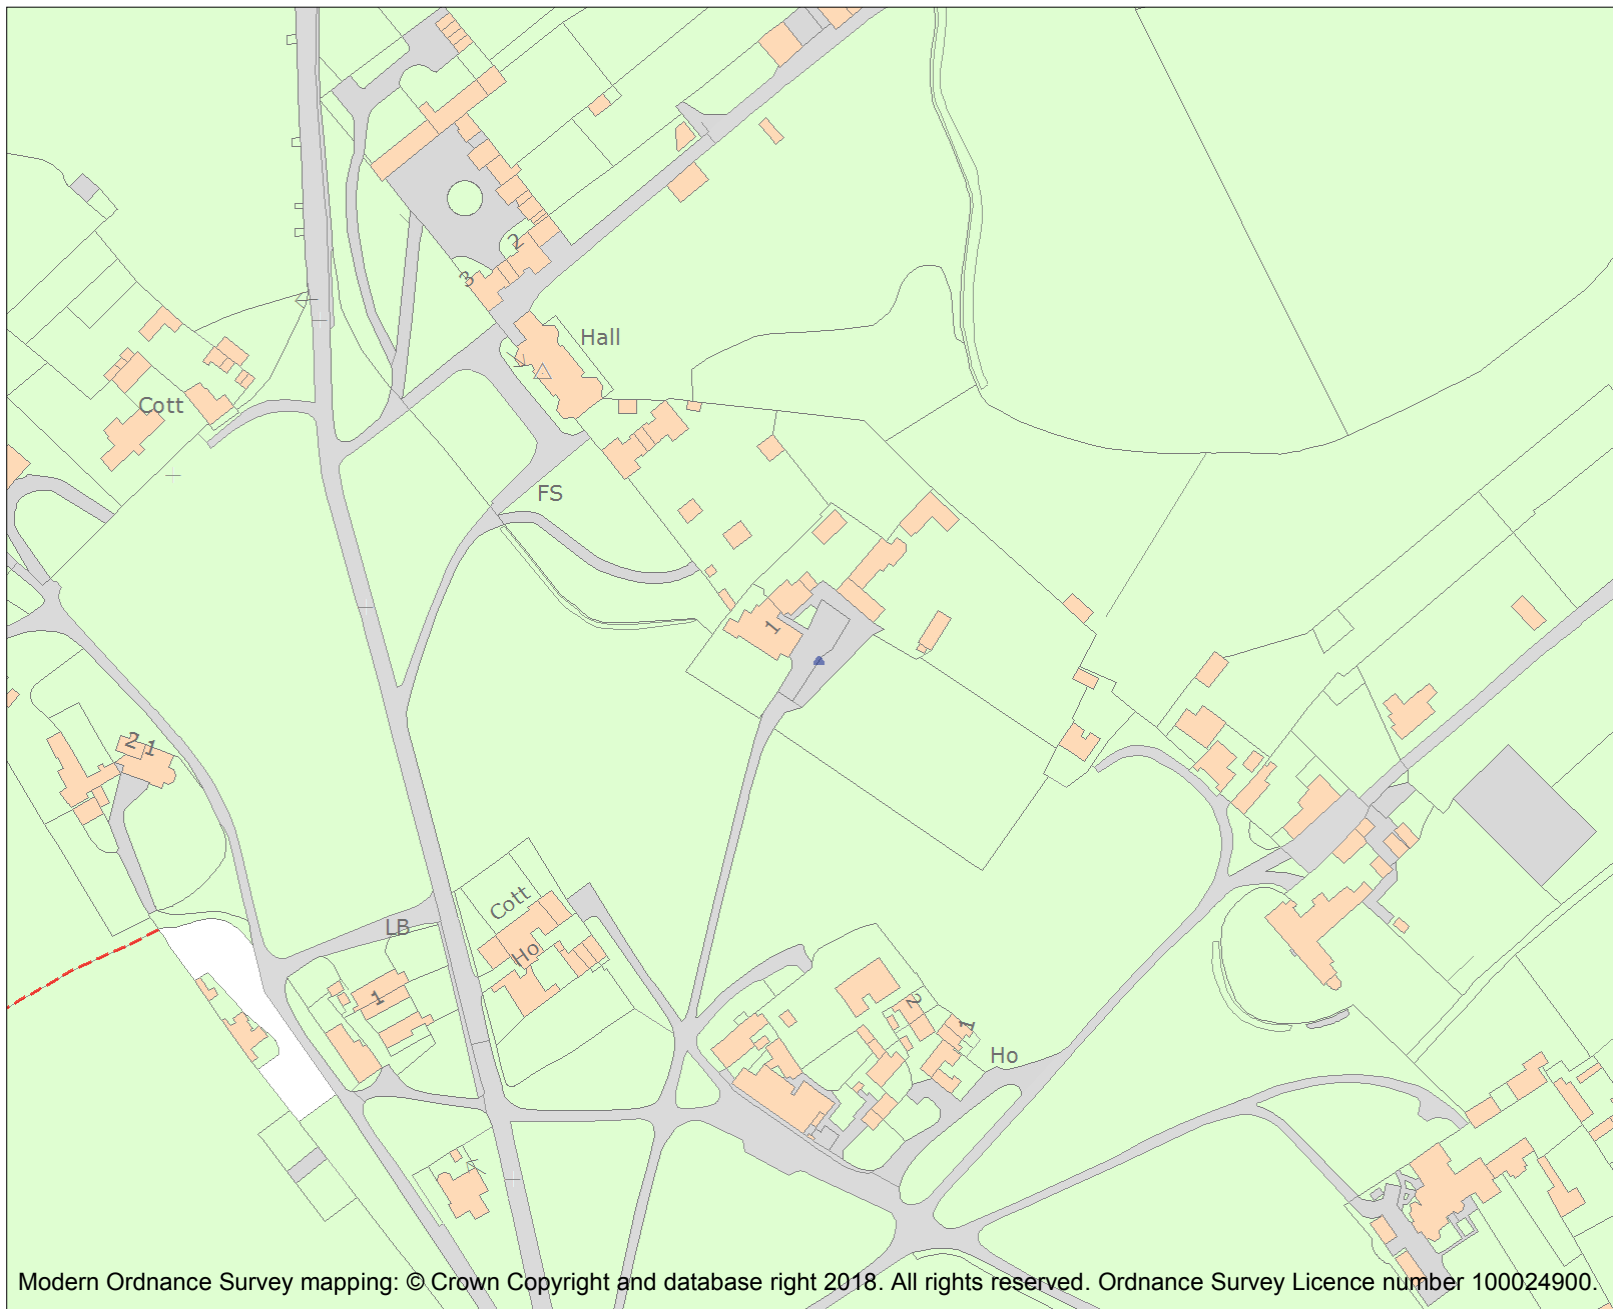 2
3
Hall
Cott
FS
1
2 1
Cott
LB
Ho
1
2
1
Ho
Modern Ordnance Survey mapping: © Crown Copyright and database right 2018. All rights reserved. Ordnance Survey Licence number 100024900.